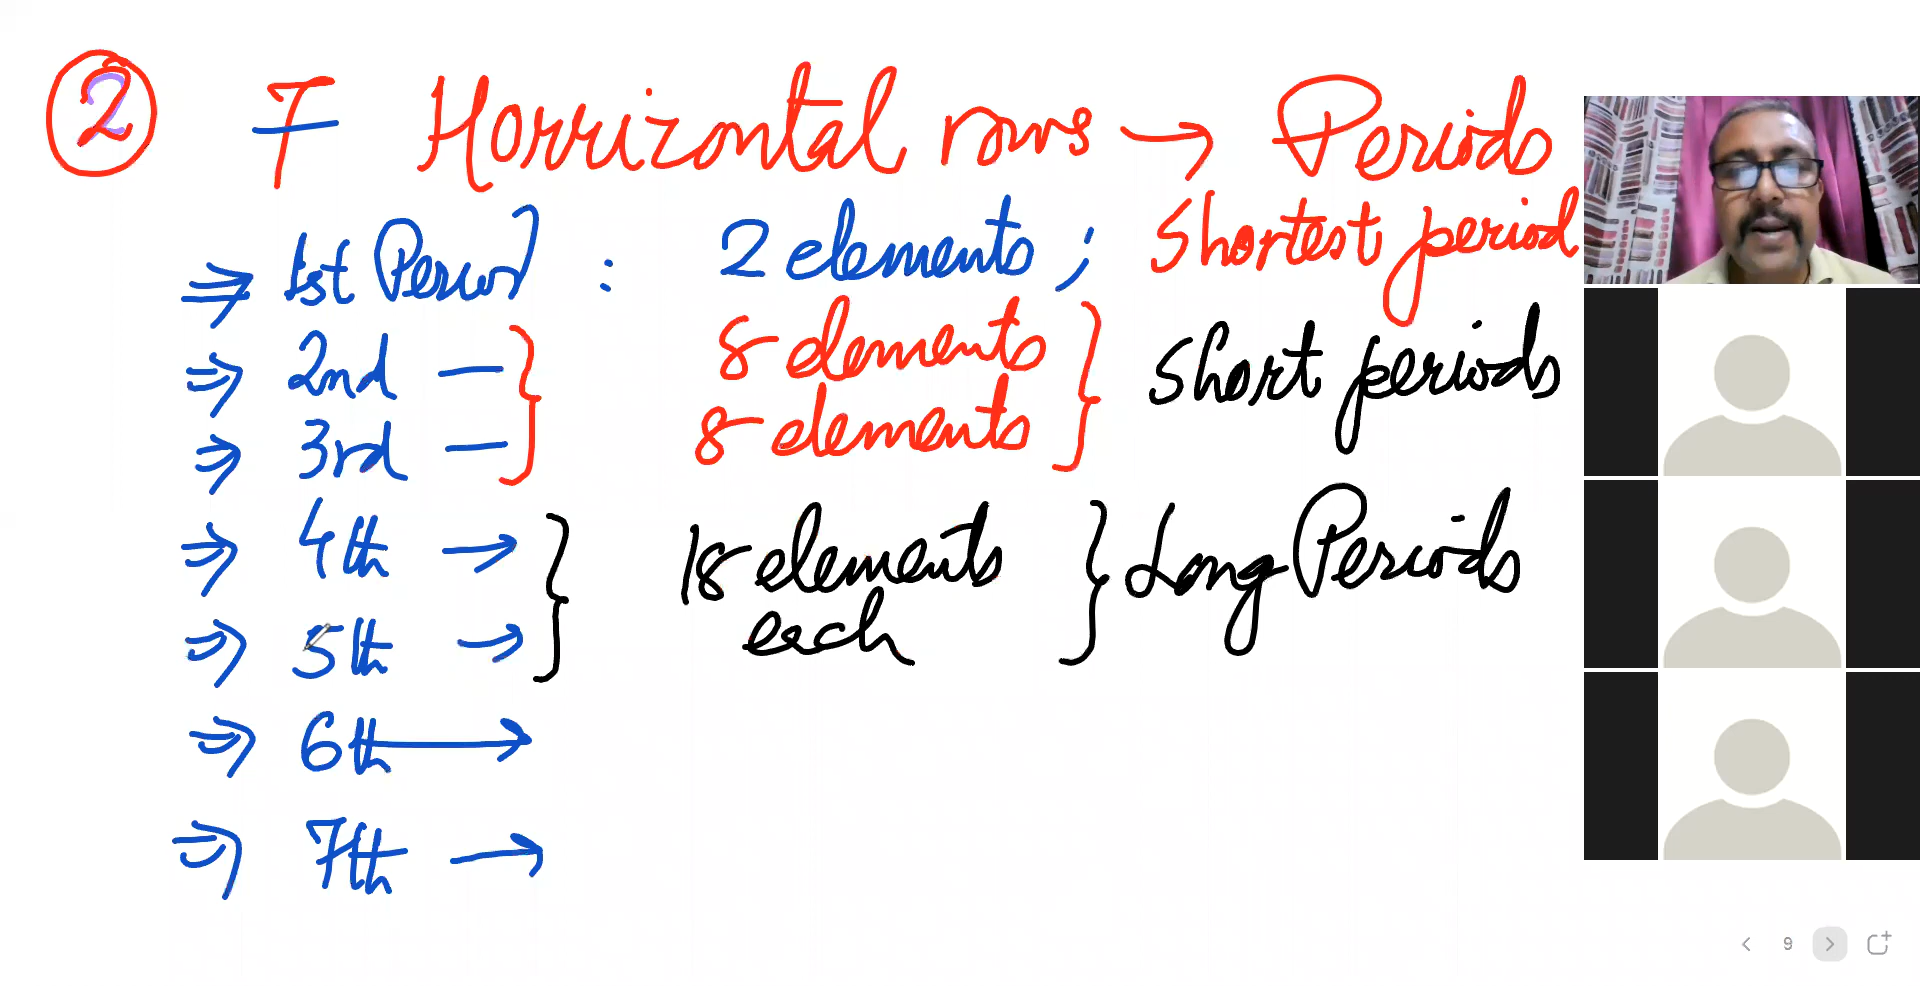 2 7 Horrizontal rows → Periods
⇒ 1st Period : 2 elements ; Shortest period
⇒ 2nd — 8 elements Short periods
⇒ 3rd — 8 elements
⇒ 4th → 18 elements Long Periods
⇒ 5th → each
⇒ 6th →
⇒ 7th →
9